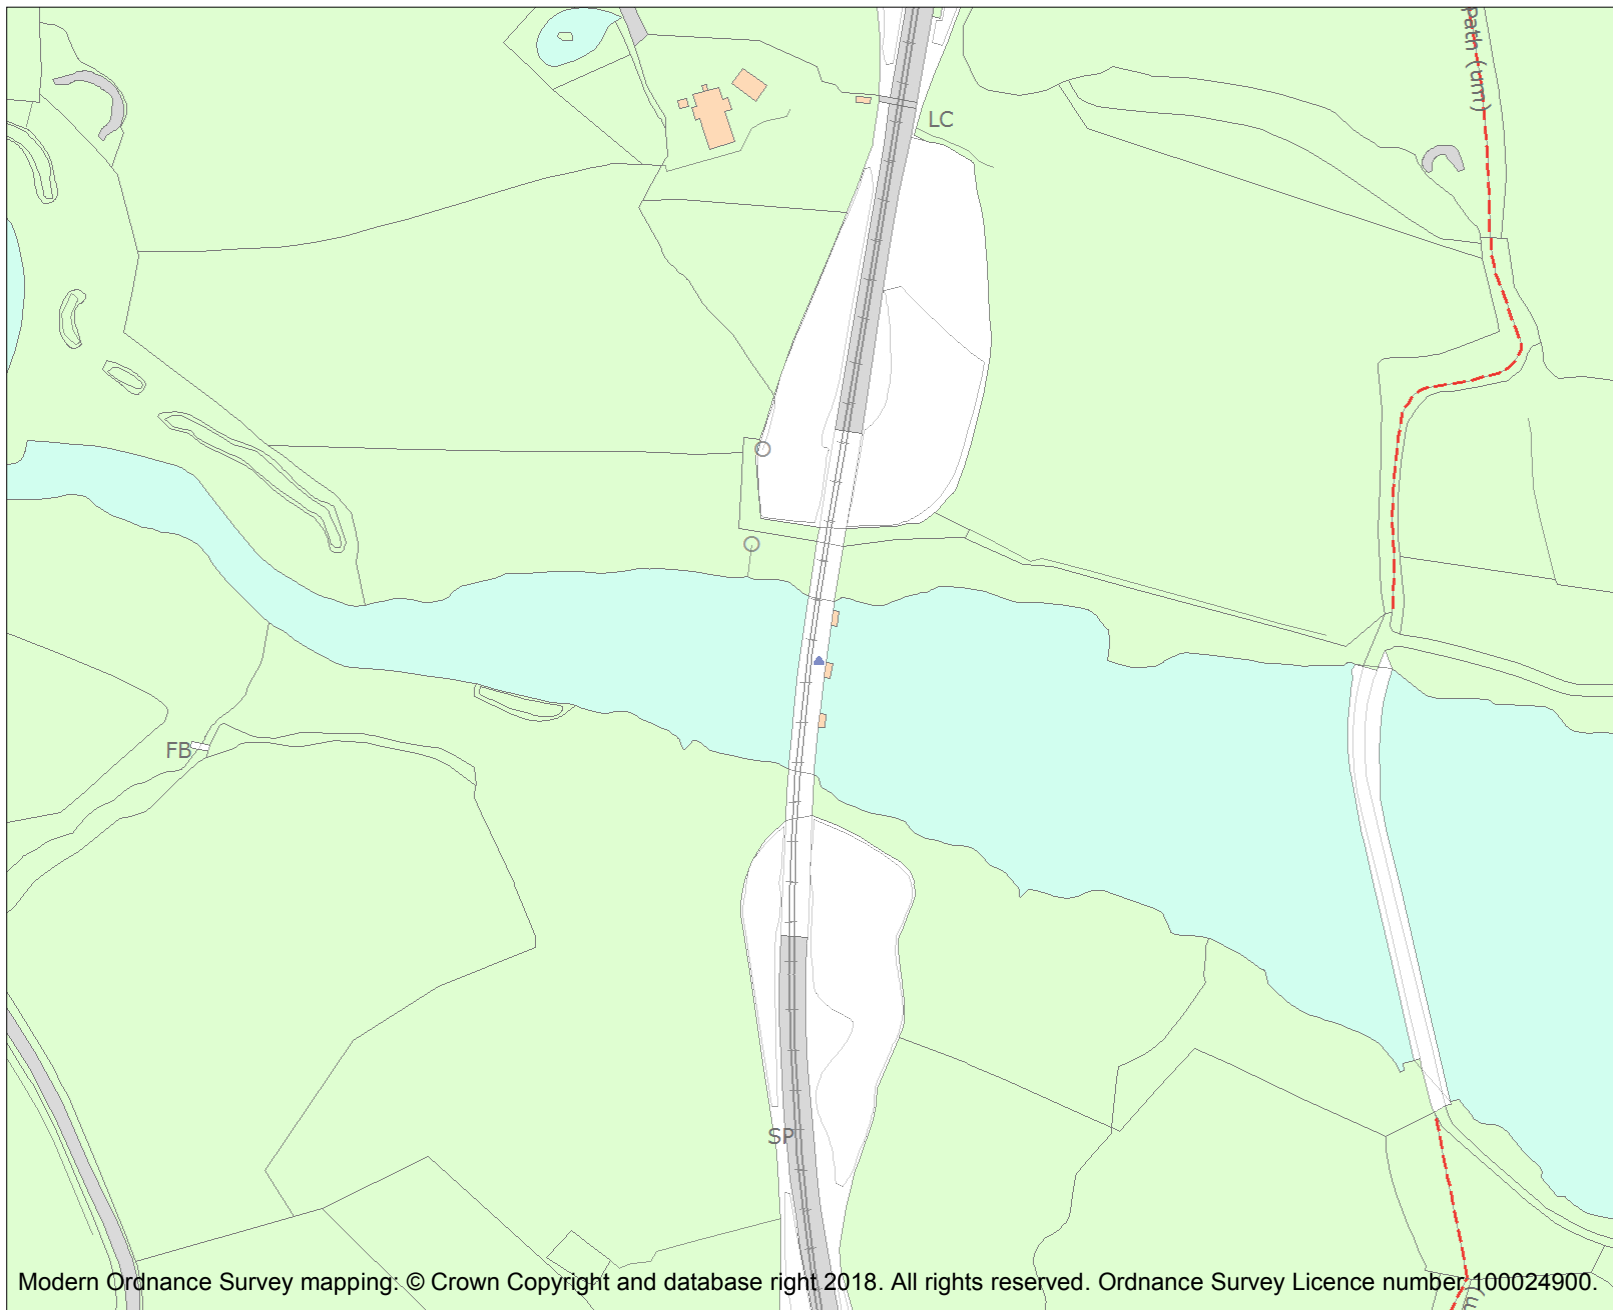 Path (um)
LC
FB
SP
Modern Ordnance Survey mapping: © Crown Copyright and database right 2018. All rights reserved. Ordnance Survey Licence number 100024900.
m)